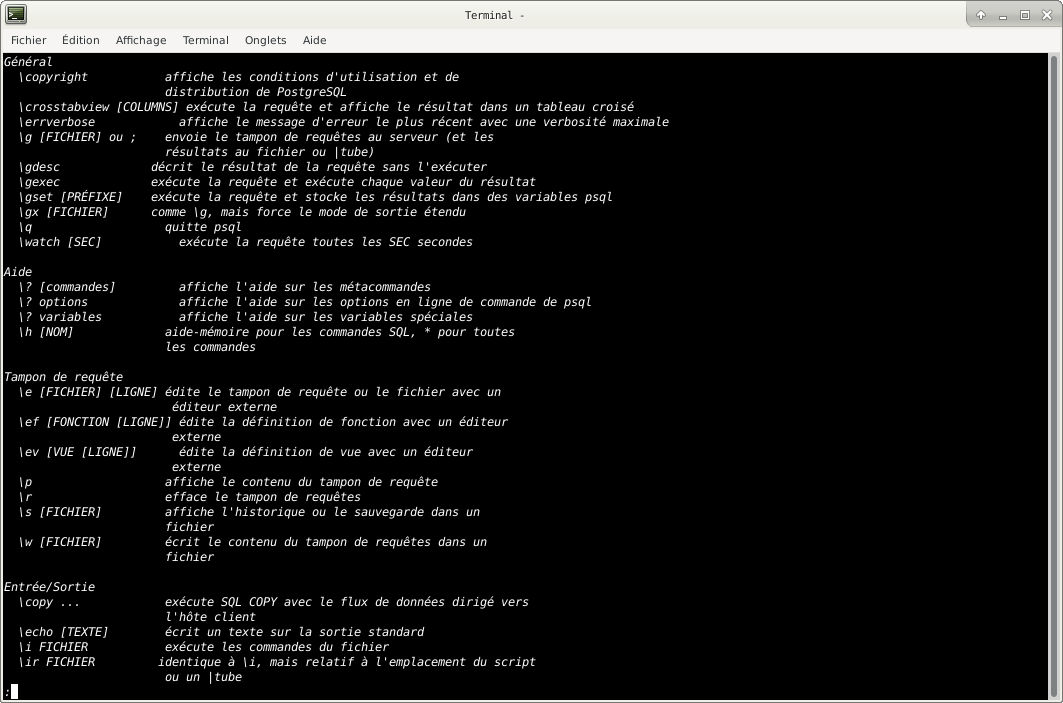 Terminal -
Fichier Édition Affichage Terminal Onglets Aide
Général
  \copyright           affiche les conditions d'utilisation et de
                       distribution de PostgreSQL
  \crosstabview [COLUMNS] exécute la requête et affiche le résultat dans un tableau croisé
  \errverbose            affiche le message d'erreur le plus récent avec une verbosité maximale
  \g [FICHIER] ou ;    envoie le tampon de requêtes au serveur (et les
                       résultats au fichier ou |tube)
  \gdesc             décrit le résultat de la requête sans l'exécuter
  \gexec             exécute la requête et exécute chaque valeur du résultat
  \gset [PRÉFIXE]    exécute la requête et stocke les résultats dans des variables psql
  \gx [FICHIER]      comme \g, mais force le mode de sortie étendu
  \q                   quitte psql
  \watch [SEC]           exécute la requête toutes les SEC secondes

Aide
  \? [commandes]         affiche l'aide sur les métacommandes
  \? options             affiche l'aide sur les options en ligne de commande de psql
  \? variables           affiche l'aide sur les variables spéciales
  \h [NOM]             aide-mémoire pour les commandes SQL, * pour toutes
                       les commandes

Tampon de requête
  \e [FICHIER] [LIGNE] édite le tampon de requête ou le fichier avec un
                        éditeur externe
  \ef [FONCTION [LIGNE]] édite la définition de fonction avec un éditeur
                        externe
  \ev [VUE [LIGNE]]      édite la définition de vue avec un éditeur
                        externe
  \p                   affiche le contenu du tampon de requête
  \r                   efface le tampon de requêtes
  \s [FICHIER]         affiche l'historique ou le sauvegarde dans un
                       fichier
  \w [FICHIER]         écrit le contenu du tampon de requêtes dans un
                       fichier

Entrée/Sortie
  \copy ...            exécute SQL COPY avec le flux de données dirigé vers
                       l'hôte client
  \echo [TEXTE]        écrit un texte sur la sortie standard
  \i FICHIER           exécute les commandes du fichier
  \ir FICHIER         identique à \i, mais relatif à l'emplacement du script
                       ou un |tube
: